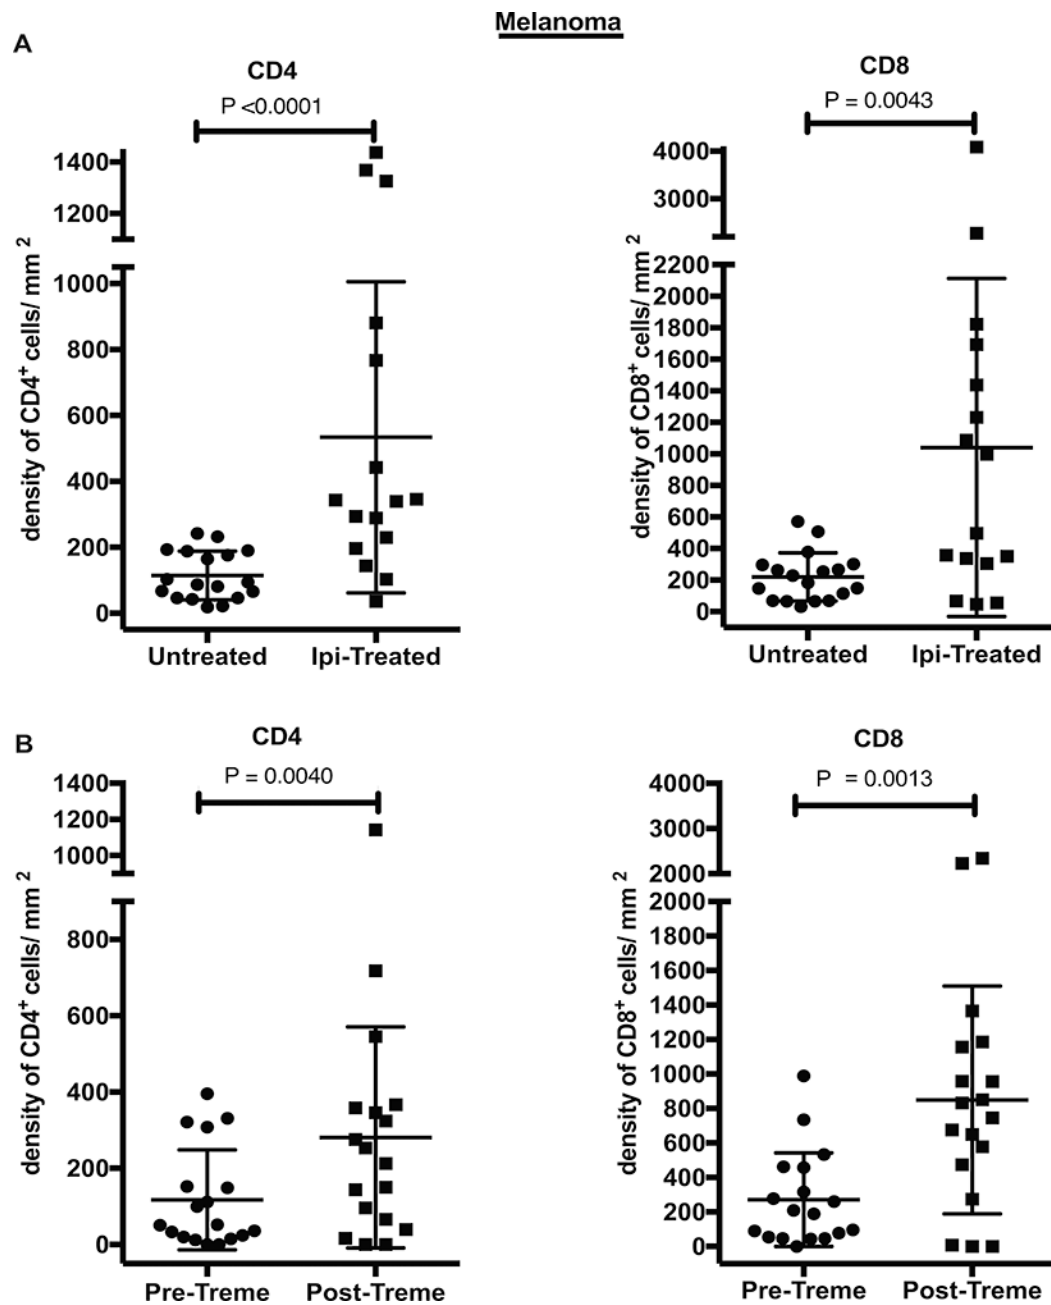 Melanoma
A
CD4
P <0.0001
1400
1200
1000
800
600
400
200
0
density of CD4+ cells/ mm 2
Untreated
Ipi-Treated
CD8
P = 0.0043
4000
3000
2200
2000
1800
1600
1400
1200
1000
800
600
400
200
0
density of CD8+ cells/ mm 2
Untreated
Ipi-Treated
B
CD4
P = 0.0040
1400
1200
1000
800
600
400
200
0
density of CD4+ cells/ mm 2
Pre-Treme
Post-Treme
CD8
P = 0.0013
4000
3000
2000
2000
1800
1600
1400
1200
1000
800
600
400
200
0
density of CD8+ cells/ mm 2
Pre-Treme
Post-Treme